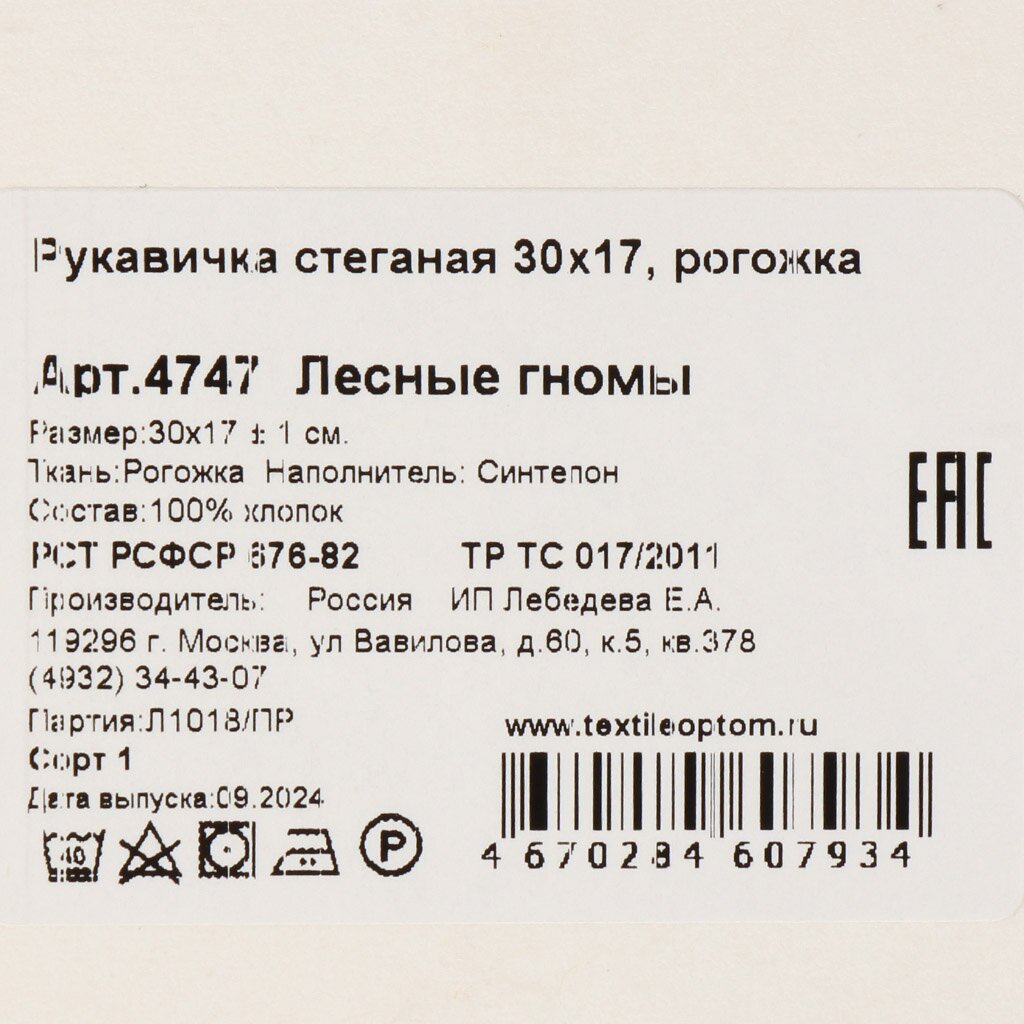 Рукавичка стеганая 30х17, рогожка
Арт.4747 Лесные гномы
Размер:30х17 ± 1 см.
Ткань:Рогожка Наполнитель: Синтепон
Состав:100% хлопок
РСТ РСФСР 676-82 ТР ТС 017/2011
EAC
Производитель: Россия ИП Лебедева Е.А.
119296 г. Москва, ул Вавилова, д.60, к.5, кв.378
(4932) 34-43-07
Партия:Л1018/ПР
www.textileoptom.ru
Сорт 1
Дата выпуска:09.2024
40
P
4 670284 607934